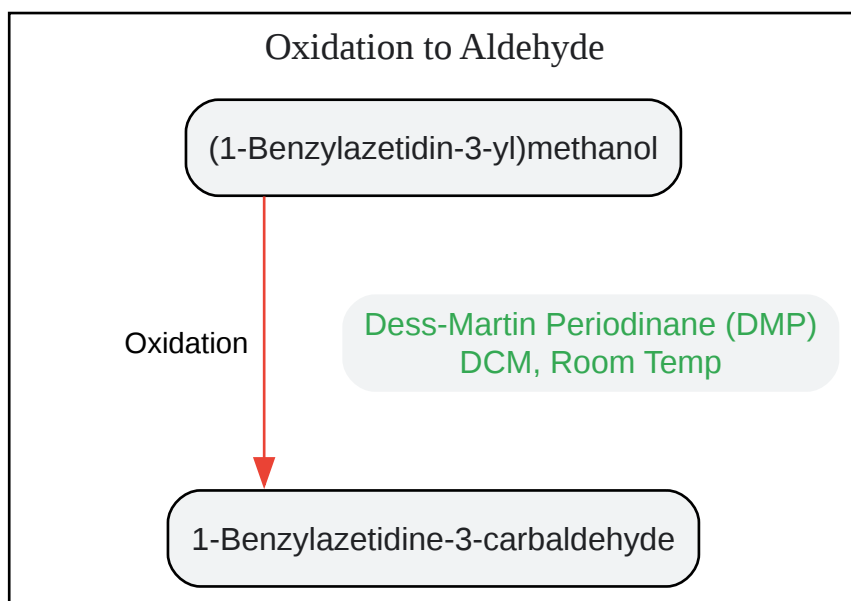 Oxidation to Aldehyde
(1-Benzylazetidin-3-yl)methanol
Oxidation
Dess-Martin Periodinane (DMP)
DCM, Room Temp
1-Benzylazetidine-3-carbaldehyde